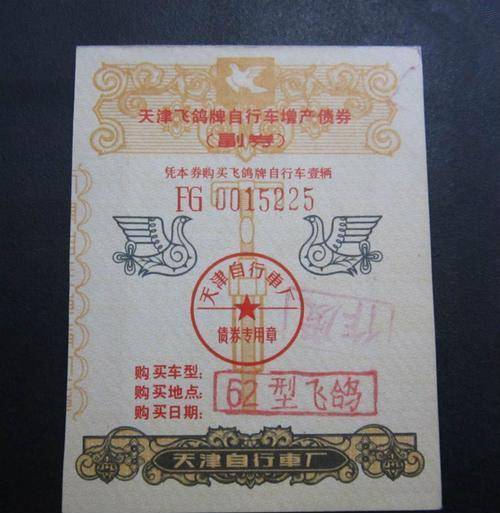 天津飞鸽牌自行车增产债券
(副券)
凭本券购买飞鸽牌自行车壹辆
FG 0015225
天津自行車厂
债券专用章
作废
购买车型:
购买地点:
购买日期:
62型飞鸽
天津自行車厂